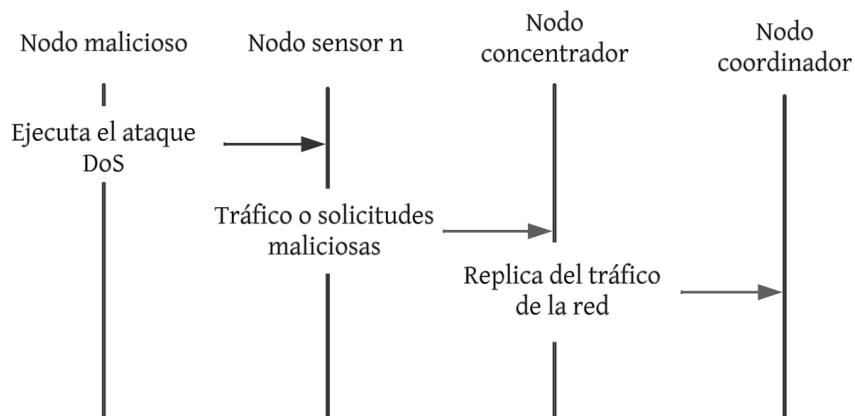 Nodo malicioso
Nodo sensor n
Nodo
concentrador
Nodo
coordinador
Ejecuta el ataque
DoS
Tráfico o solicitudes
maliciosas
Replica del tráfico
de la red